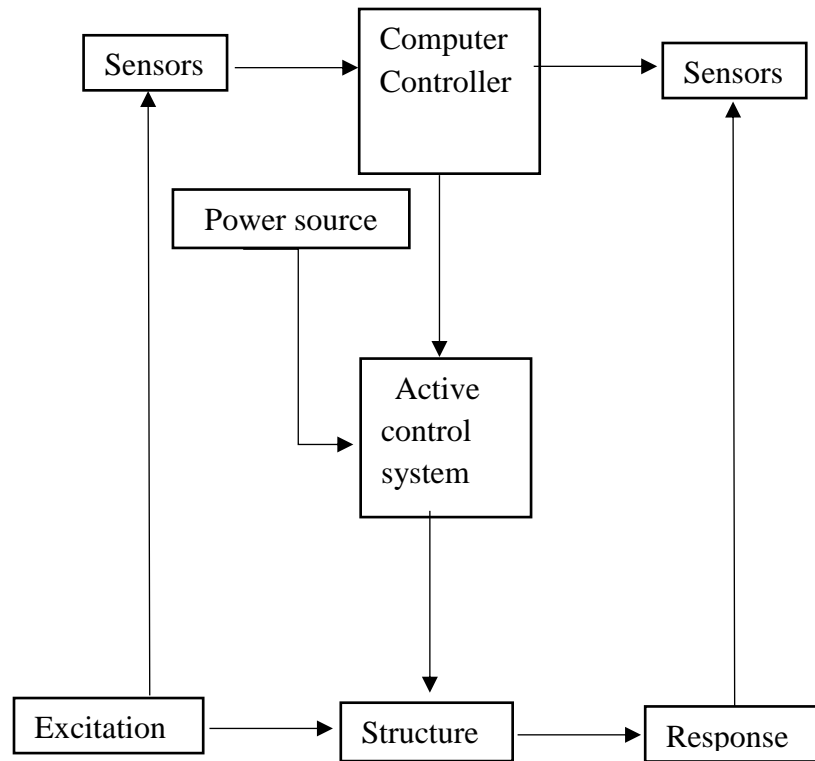 Sensors
Computer
Controller
Sensors
Power source
Active
control
system
Excitation
Structure
Response